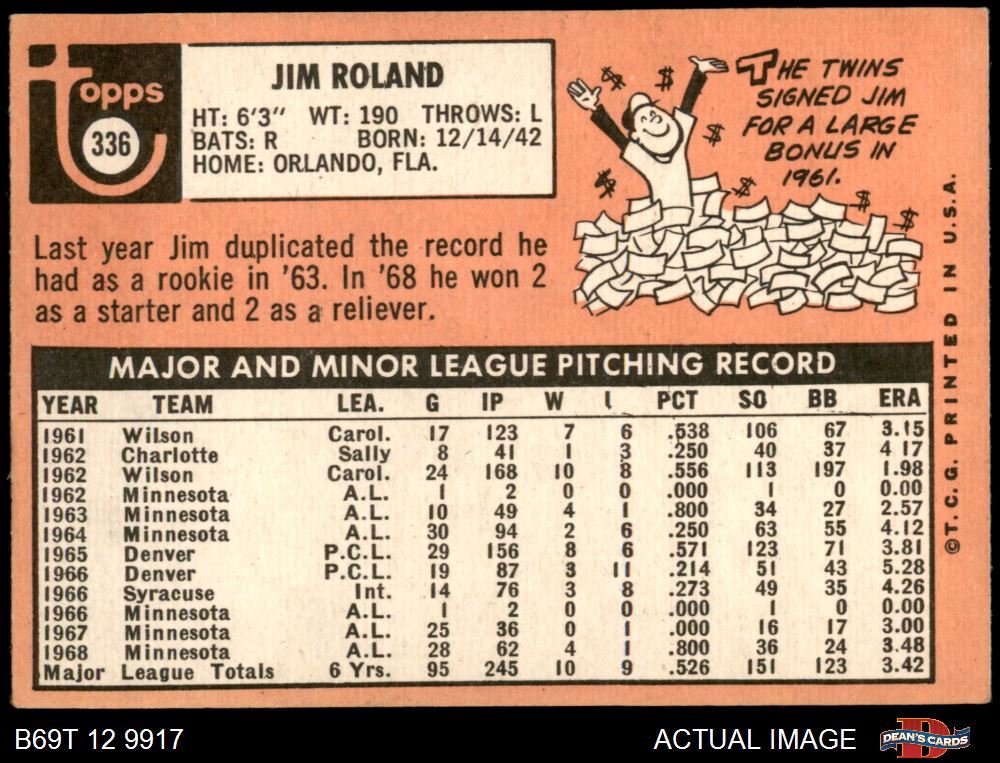 Topps
336
JIM ROLAND
HT: 6'3" WT: 190 THROWS: L
BATS: R BORN: 12/14/42
HOME: ORLANDO, FLA.
THE TWINS
SIGNED JIM
FOR A LARGE
BONUS IN
1961.
$ $ $ $ $ $ $
Last year Jim duplicated the record he
had as a rookie in '63. In '68 he won 2
as a starter and 2 as a reliever.
MAJOR AND MINOR LEAGUE PITCHING RECORD
YEAR TEAM LEA. G IP W L PCT SO BB ERA
1961 Wilson Carol. 17 123 7 6 .538 106 67 3.15
1962 Charlotte Sally 8 41 1 3 .250 40 37 4 17
1962 Wilson Carol. 24 168 10 8 .556 113 197 1.98
1962 Minnesota A.L. 1 2 0 0 .000 1 0 0.00
1963 Minnesota A.L. 10 49 4 1 .800 34 27 2.57
1964 Minnesota A.L. 30 94 2 6 .250 63 55 4.12
1965 Denver P.C.L. 29 156 8 6 .571 123 71 3.81
1966 Denver P.C.L. 19 87 3 11 .214 51 43 5.28
1966 Syracuse Int. 14 76 3 8 .273 49 35 4.26
1966 Minnesota A.L. 1 2 0 0 .000 1 0 0.00
1967 Minnesota A.L. 25 36 0 1 .000 16 17 3.00
1968 Minnesota A.L. 28 62 4 1 .800 36 24 3.48
Major League Totals 6 Yrs. 95 245 10 9 .526 151 123 3.42
©T.C.G. PRINTED IN U.S.A.
B69T 12 9917
ACTUAL IMAGE
D
DEAN'S CARDS